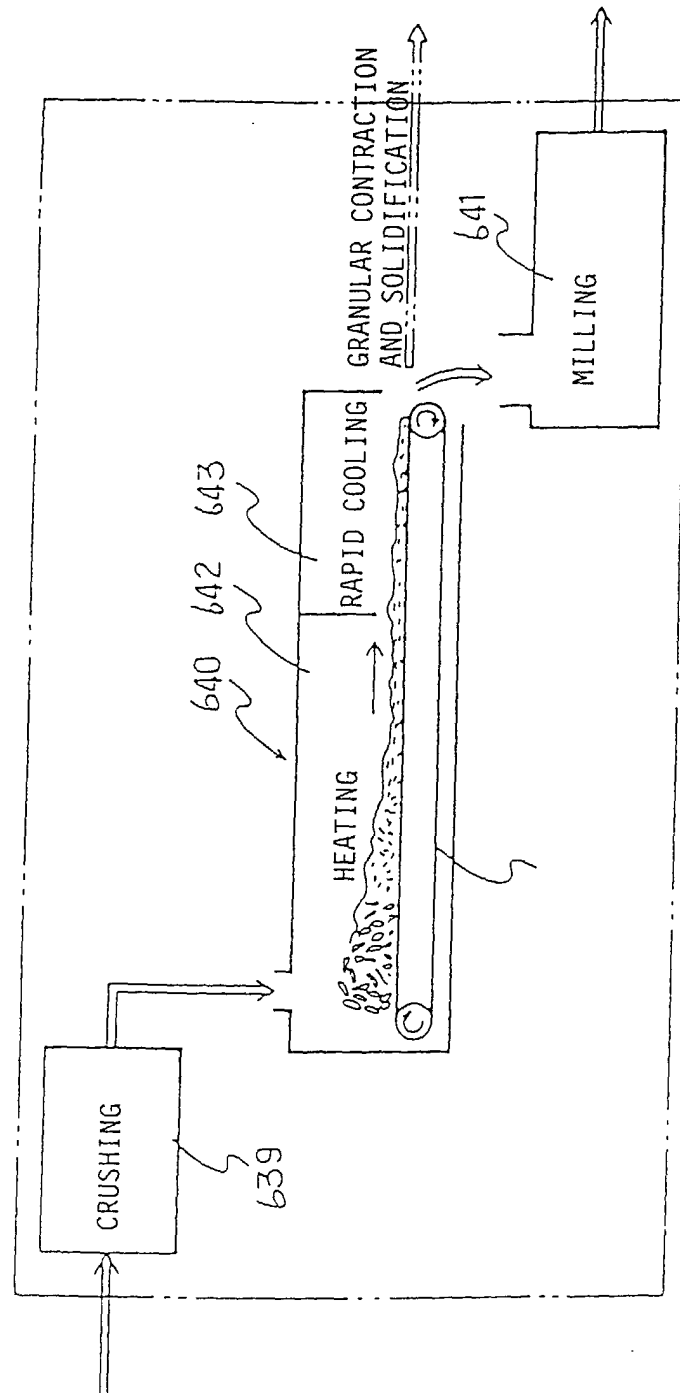 CRUSHING
639
640
642
643
HEATING
RAPID COOLING
GRANULAR CONTRACTION
AND SOLIDIFICATION
641
MILLING